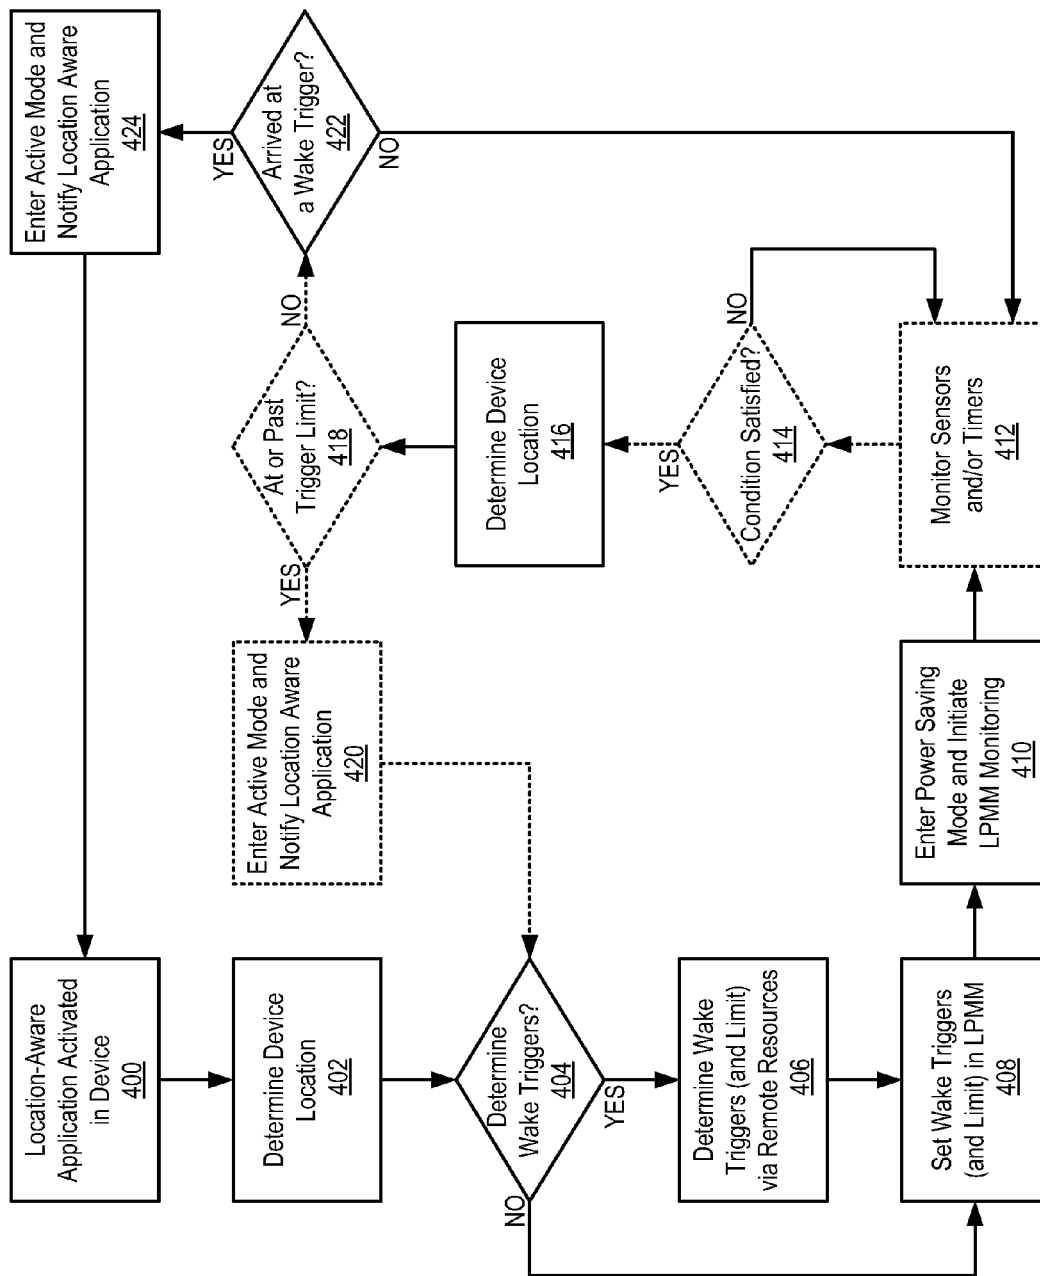 Location-Aware
Application Activated
in Device
400
Determine Device
Location
402
Determine
Wake Triggers?
404
NO
YES
Determine Wake
Triggers (and Limit)
via Remote Resources
406
Set Wake Triggers
(and Limit) in LPMM
408
Enter Power Saving
Mode and Initiate
LPMM Monitoring
410
Monitor Sensors
and/or Timers
412
Condition Satisfied?
414
YES
NO
Determine Device
Location
416
At or Past
Trigger Limit?
418
YES
NO
Enter Active Mode and
Notify Location Aware
Application
420
Arrived at
a Wake Trigger?
422
YES
NO
Enter Active Mode and
Notify Location Aware
Application
424